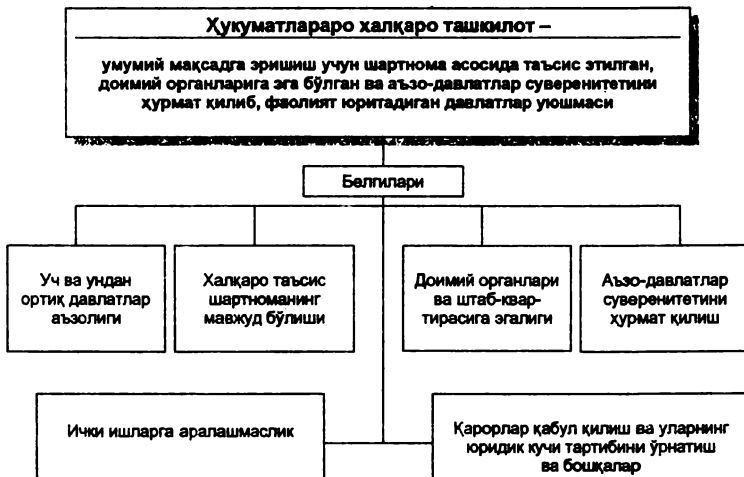 Ҳукуматлараро халқаро ташкилот –
умумий мақсадга эришиш учун шартнома асосида таъсис этилган,
доимий органларига эга бўлган ва аъзо-давлатлар суверенитетини
ҳурмат қилиб, фаолият юритадиган давлатлар уюшмаси
Белгилари
Уч ва ундан
ортиқ давлатлар
аъзолиги
Халқаро таъсис
шартноманинг
мавжуд бўлиши
Доимий органлари
ва штаб-квар-
тирасига эгалиги
Аъзо-давлатлар
суверенитетини
ҳурмат қилиш
Ички ишларга аралашмаслик
Қарорлар қабул қилиш ва уларнинг
юридик кучи тартибини ўрнатиш
ва бошқалар